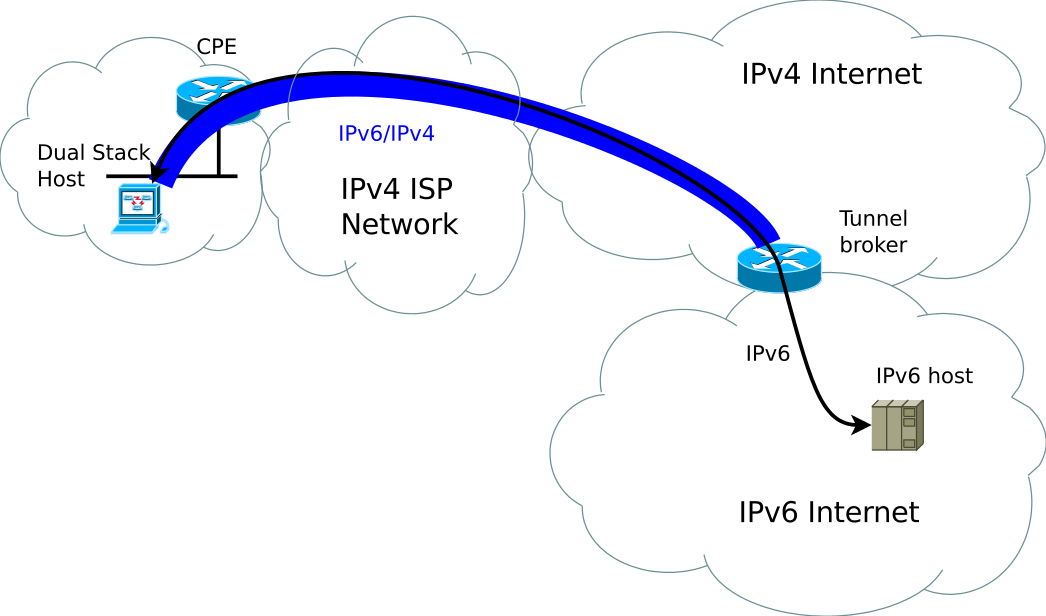 CPE
IPv4 Internet
IPv6/IPv4
Dual Stack
Host
IPv4 ISP
Network
Tunnel
broker
IPv6
IPv6 host
IPv6 Internet